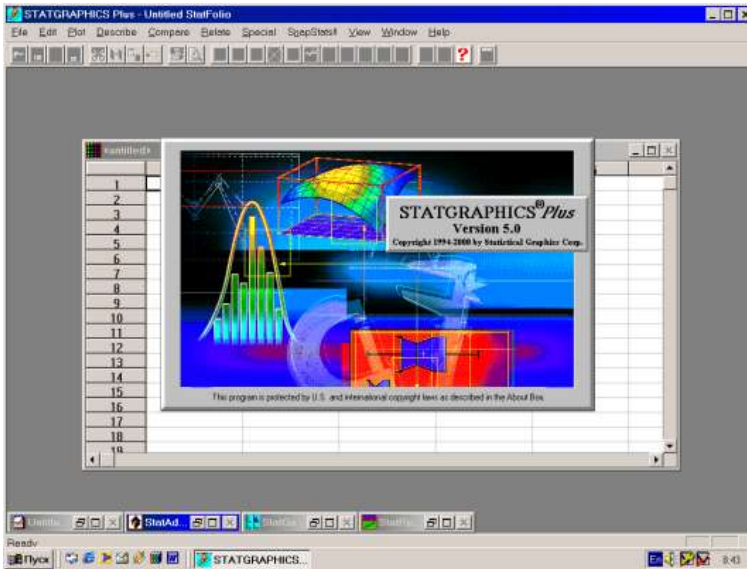 STATGRAPHICS Plus - Untitled StatFolio
File Edit Plot Describe Compare Relate Special SnapStats!! View Window Help
<untitled>
1
2
3
4
5
6
7
8
9
10
11
12
13
14
15
16
17
18
19
STATGRAPHICS® Plus
Version 5.0
Copyright 1994-2000 by Statistical Graphics Corp.
This program is protected by U.S. and international copyright laws as described in the About Box.
StatAd...
Ready
Пуск STATGRAPHICS... En 8:43